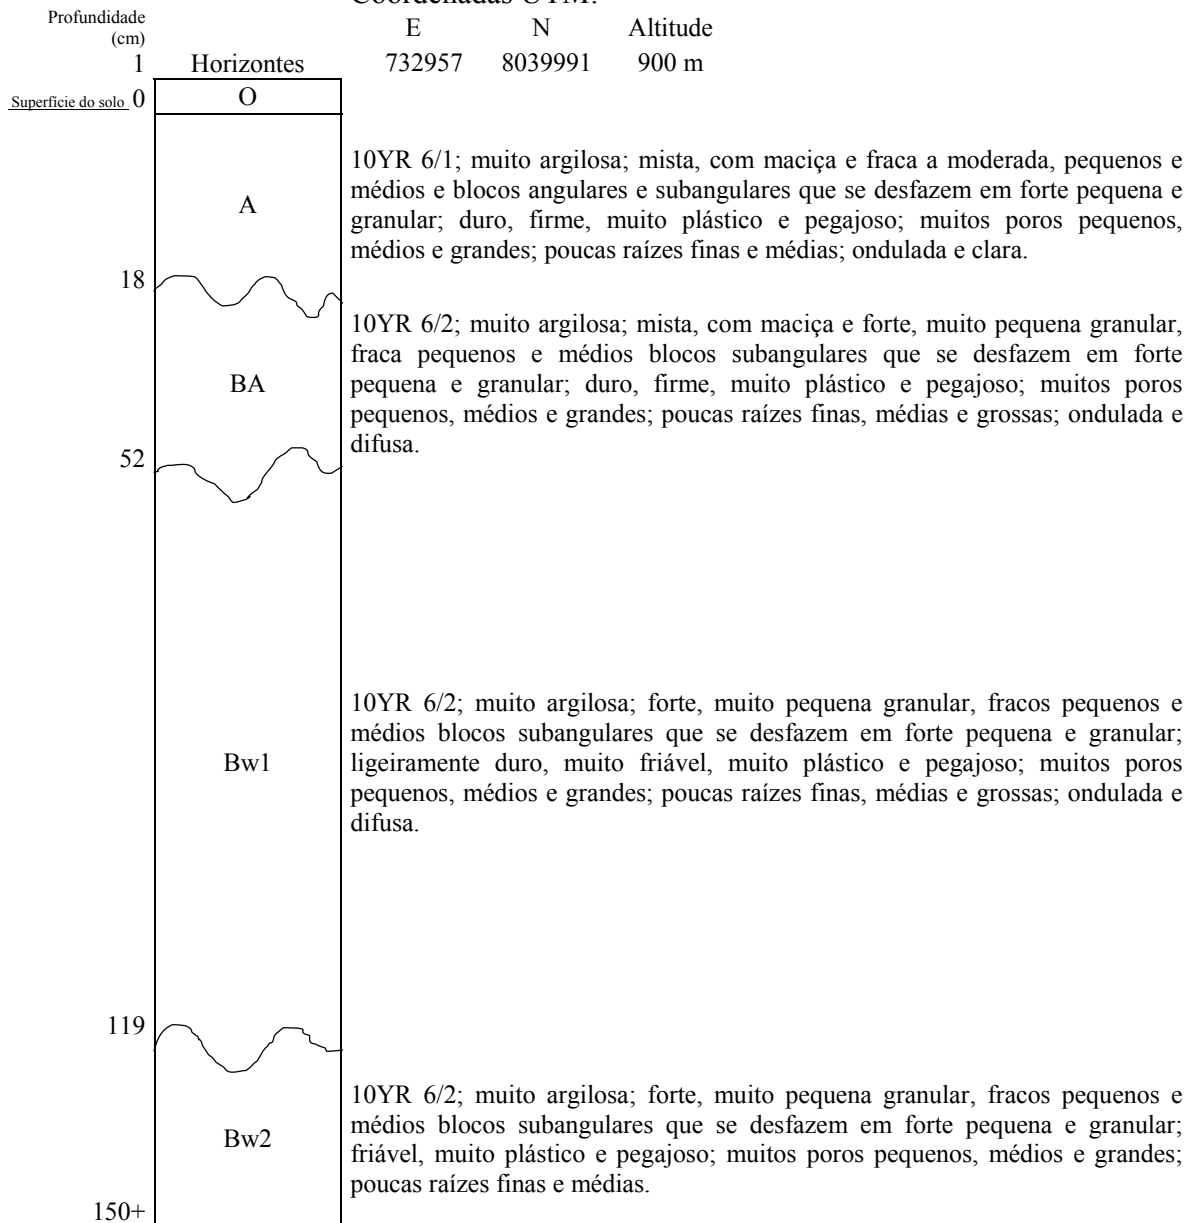 Coordenadas UTM:
Profundidade
(cm)
E N Altitude
1 Horizontes 732957 8039991 900 m
Superfície do solo 0 O
10YR 6/1; muito argilosa; mista, com maciça e fraca a moderada, pequenos e
médios e blocos angulares e subangulares que se desfazem em forte pequena e
granular; duro, firme, muito plástico e pegajoso; muitos poros pequenos,
médios e grandes; poucas raízes finas e médias; ondulada e clara.
A
18
10YR 6/2; muito argilosa; mista, com maciça e forte, muito pequena granular,
fraca pequenos e médios blocos subangulares que se desfazem em forte
pequena e granular; duro, firme, muito plástico e pegajoso; muitos poros
pequenos, médios e grandes; poucas raízes finas, médias e grossas; ondulada e
difusa.
BA
52
10YR 6/2; muito argilosa; forte, muito pequena granular, fracos pequenos e
médios blocos subangulares que se desfazem em forte pequena e granular;
ligeiramente duro, muito friável, muito plástico e pegajoso; muitos poros
pequenos, médios e grandes; poucas raízes finas, médias e grossas; ondulada e
difusa.
Bw1
119
10YR 6/2; muito argilosa; forte, muito pequena granular, fracos pequenos e
médios blocos subangulares que se desfazem em forte pequena e granular;
friável, muito plástico e pegajoso; muitos poros pequenos, médios e grandes;
poucas raízes finas e médias.
Bw2
150+